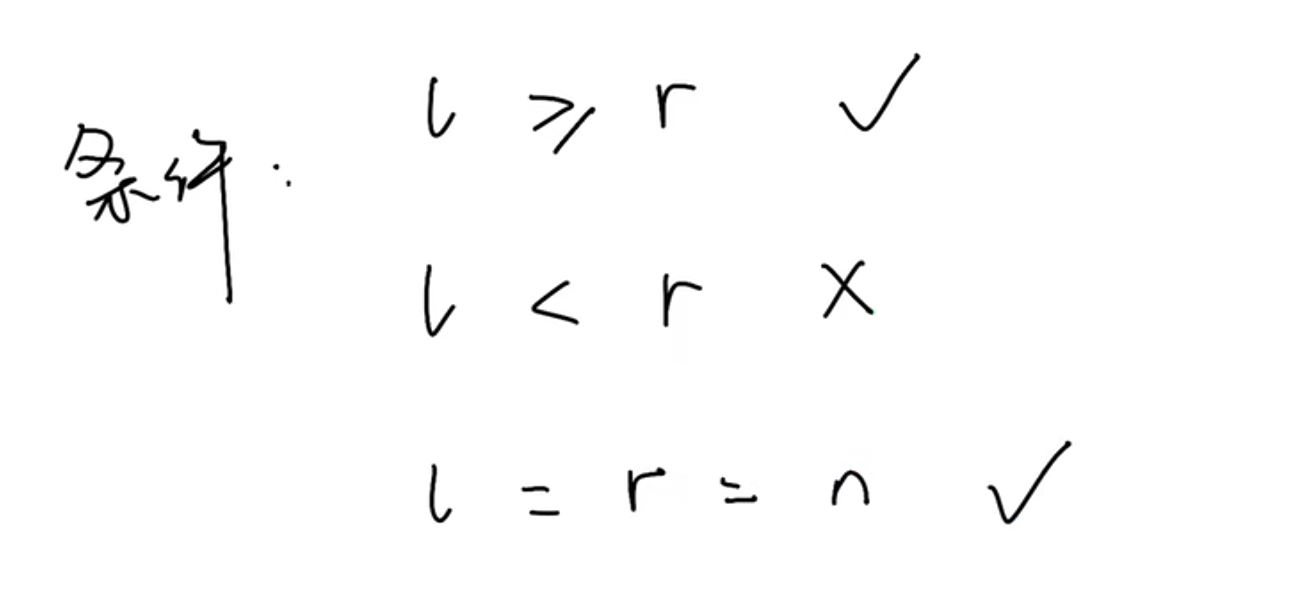 l ≥ r ✓
条件:
l < r ×
l = r = n ✓